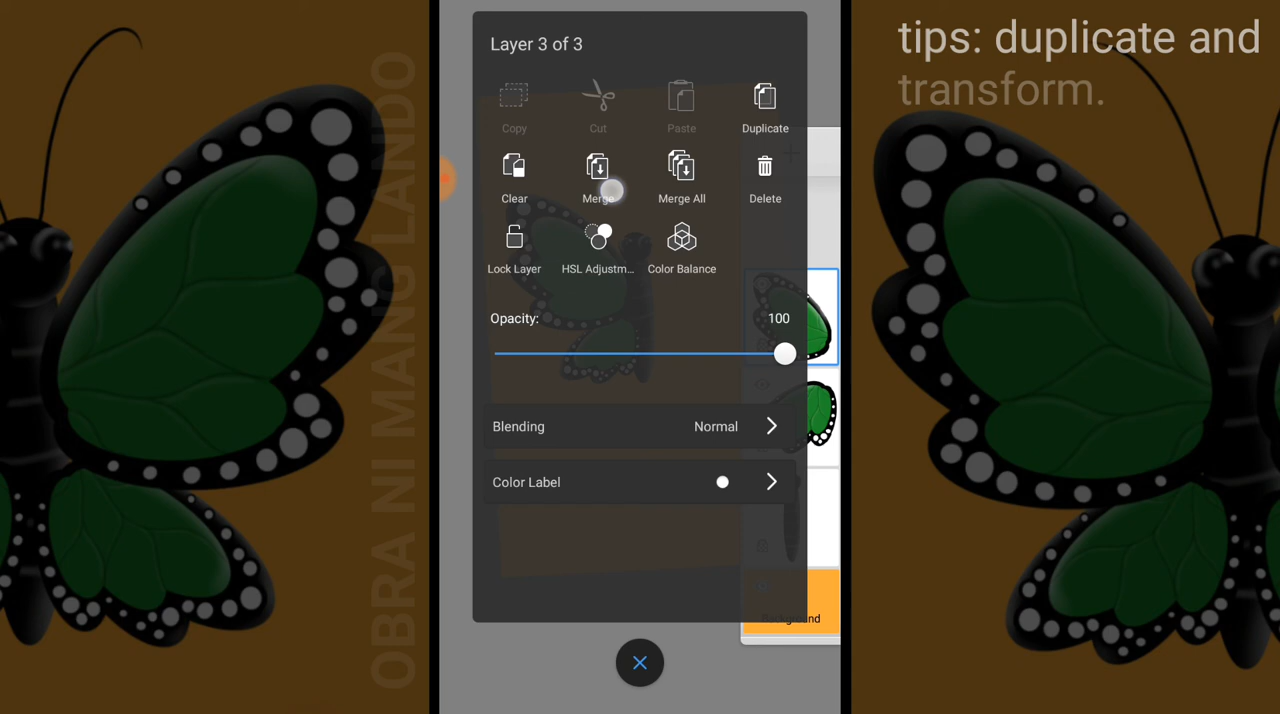 OBRA NI MANG LANDO
Layer 3 of 3
Copy
Cut
Paste
Duplicate
Clear
Merge
Merge All
Delete
Lock Layer
HSL Adjustm...
Color Balance
Opacity:
100
Blending
Normal
Color Label
Background
tips: duplicate and
transform.